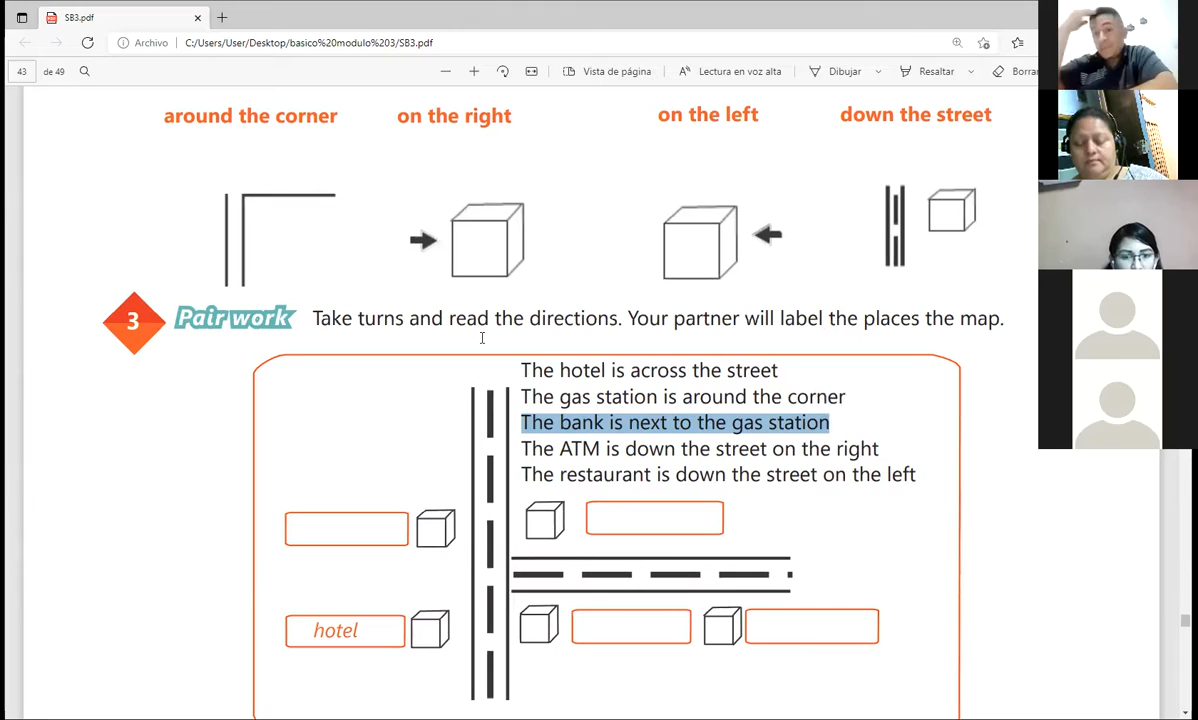 SB3.pdf
Archivo C:/Users/User/Desktop/basico%20modulo%203/SB3.pdf
43 de 49 Vista de página Lectura en voz alta Dibujar Resaltar Borrar
around the corner on the right on the left down the street
3 Pair work Take turns and read the directions. Your partner will label the places the map.
The hotel is across the street
The gas station is around the corner
The bank is next to the gas station
The ATM is down the street on the right
The restaurant is down the street on the left
hotel